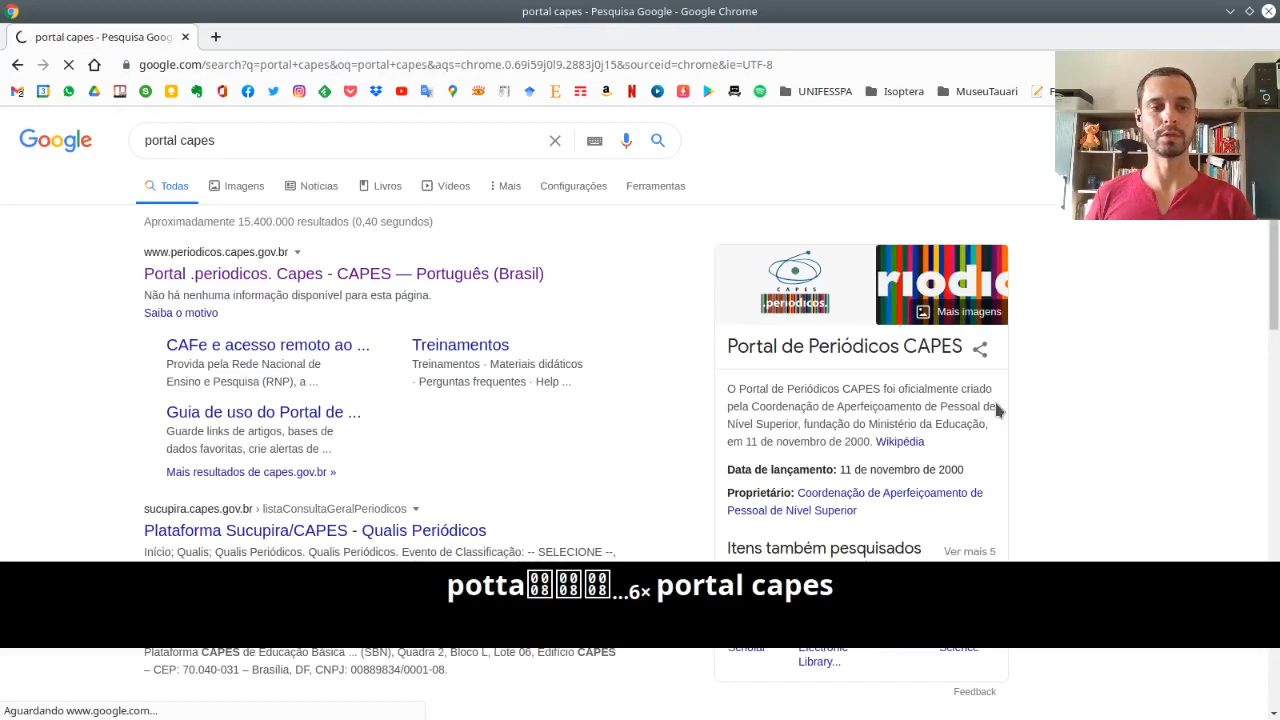 portal capes - Pesquisa Google - Google Chrome
portal capes - Pesquisa Goog
google.com/search?q=portal+capes&oq=portal+capes&aqs=chrome.0.69i59j0l9.2883j0j15&sourceid=chrome&ie=UTF-8
UNIFESSPA
Isoptera
MuseuTauari
Google
portal capes
Todas
Imagens
Notícias
Livros
Vídeos
Mais
Configurações
Ferramentas
Aproximadamente 15.400.000 resultados (0,40 segundos)
www.periodicos.capes.gov.br
Portal .periodicos. Capes - CAPES — Português (Brasil)
Não há nenhuma informação disponível para esta página.
Saiba o motivo
CAFe e acesso remoto ao ...
Provida pela Rede Nacional de
Ensino e Pesquisa (RNP), a ...
Treinamentos
Treinamentos · Materiais didáticos
· Perguntas frequentes · Help ...
Guia de uso do Portal de ...
Guarde links de artigos, bases de
dados favoritas, crie alertas de ...
Mais resultados de capes.gov.br »
sucupira.capes.gov.br › listaConsultaGeralPeriodicos
Plataforma Sucupira/CAPES - Qualis Periódicos
Início; Qualis; Qualis Periódicos. Qualis Periódicos. Evento de Classificação: -- SELECIONE --,
CAPES
.periodicos.
riodic
Mais imagens
Portal de Periódicos CAPES
O Portal de Periódicos CAPES foi oficialmente criado
pela Coordenação de Aperfeiçoamento de Pessoal de
Nível Superior, fundação do Ministério da Educação,
em 11 de novembro de 2000. Wikipédia
Data de lançamento: 11 de novembro de 2000
Proprietário: Coordenação de Aperfeiçoamento de
Pessoal de Nível Superior
Itens também pesquisados
Ver mais 5
potta...6× portal capes
Plataforma CAPES de Educação Básica ... (SBN), Quadra 2, Bloco L, Lote 06, Edifício CAPES
– CEP: 70.040-031 – Brasília, DF, CNPJ: 00889834/0001-08.
Scholar
Electronic
Library...
Science
Feedback
Aguardando www.google.com...